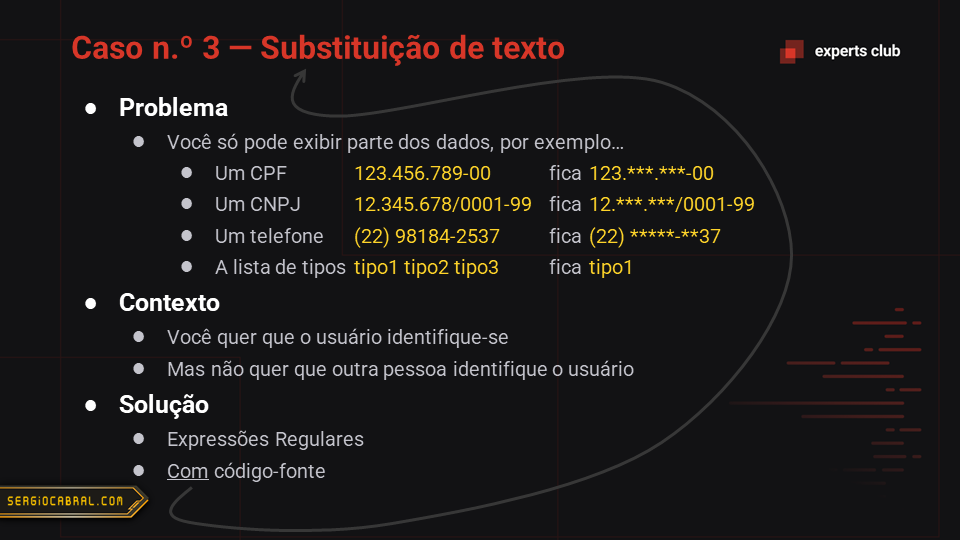 Caso n.º 3 — Substituição de texto
experts club
Problema
Você só pode exibir parte dos dados, por exemplo…
Um CPF 123.456.789-00 fica 123.***.***-00
Um CNPJ 12.345.678/0001-99 fica 12.***.***/0001-99
Um telefone (22) 98184-2537 fica (22) *****-**37
A lista de tipos tipo1 tipo2 tipo3 fica tipo1
Contexto
Você quer que o usuário identifique-se
Mas não quer que outra pessoa identifique o usuário
Solução
Expressões Regulares
Com código-fonte
SERGIOCABRAL.COM